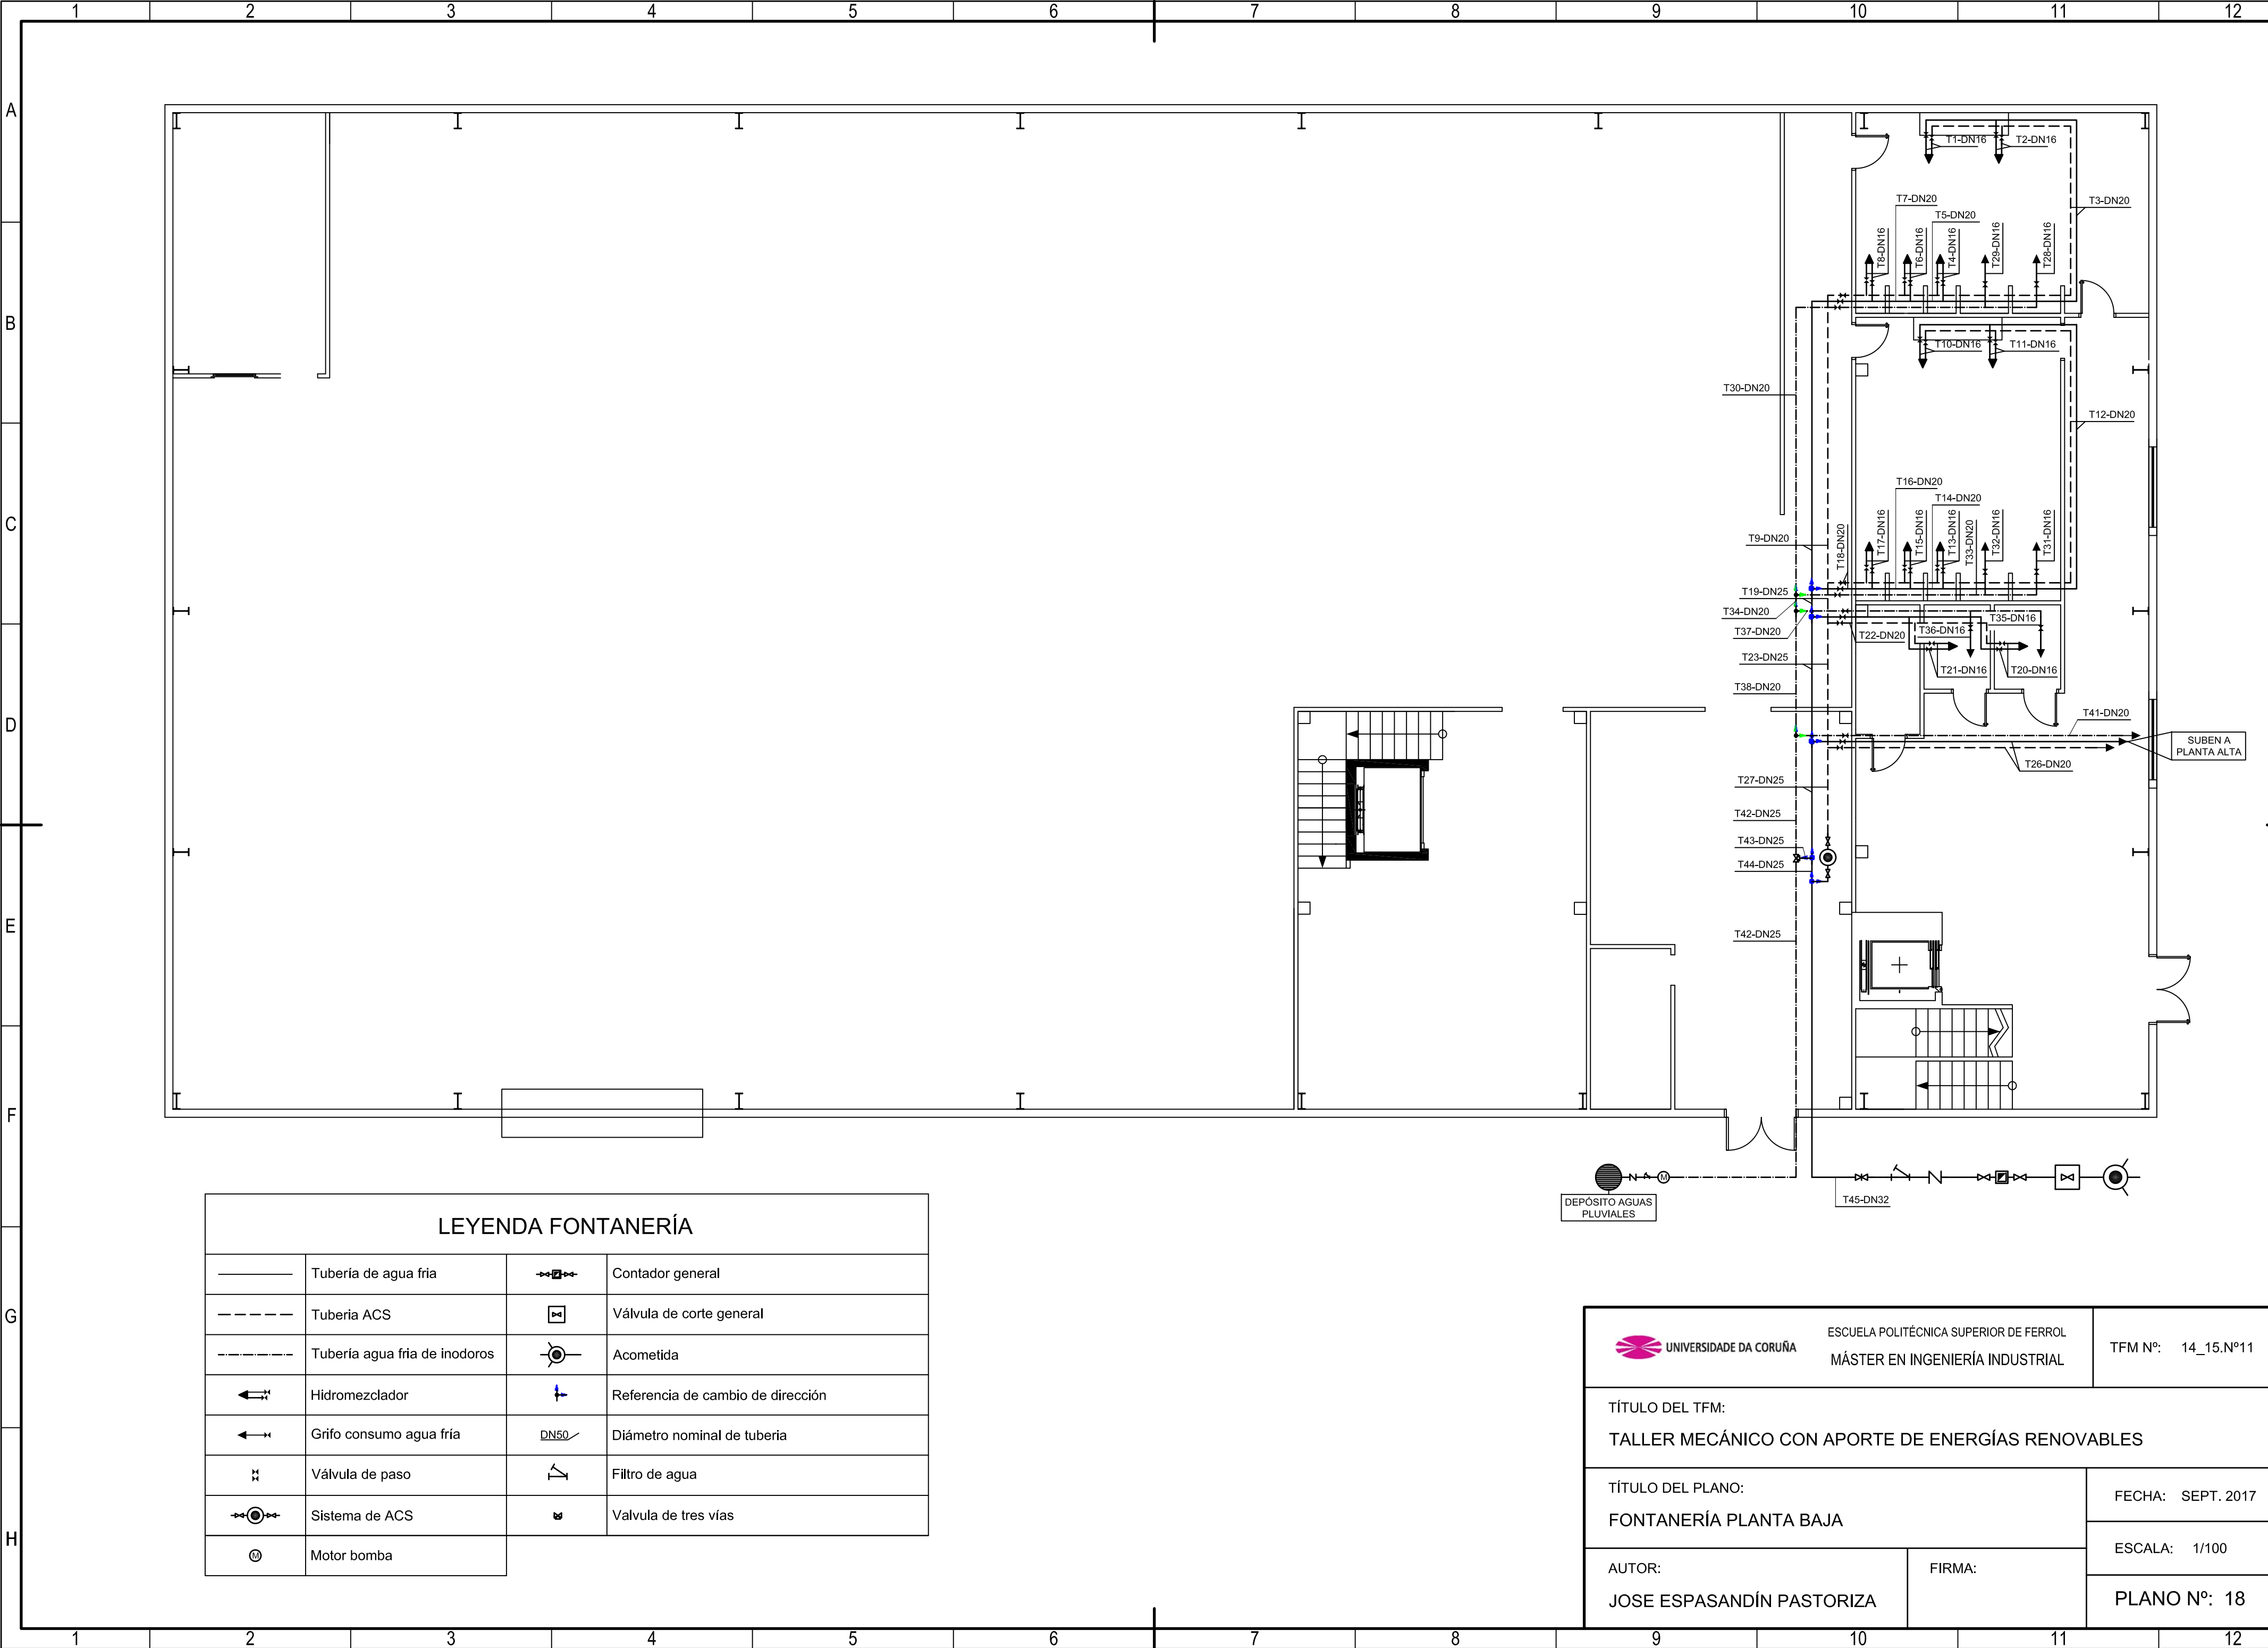 1 2 3 4 5 6 7 8 9 10 11 12
A
B
C
D
E
F
G
H
T1-DN16
T2-DN16
T7-DN20
T3-DN20
T5-DN20
T8-DN16
T6-DN16
T4-DN16
T29-DN16
T28-DN16
T10-DN16
T11-DN16
T30-DN20
T12-DN20
T16-DN20
T14-DN20
T9-DN20
T18-DN20
T17-DN16
T15-DN16
T13-DN16
T33-DN20
T32-DN16
T31-DN16
T19-DN25
T34-DN20
T37-DN20
T22-DN20
T36-DN16
T35-DN16
T23-DN25
T21-DN16
T20-DN16
T38-DN20
T41-DN20
SUBEN A
PLANTA ALTA
T26-DN20
T27-DN25
T42-DN25
T43-DN25
T44-DN25
T42-DN25
M
DEPÓSITO AGUAS
PLUVIALES
T45-DN32
LEYENDA FONTANERÍA
Tubería de agua fria
Contador general
Tuberia ACS
Válvula de corte general
Tubería agua fria de inodoros
Acometida
Hidromezclador
Referencia de cambio de dirección
Grifo consumo agua fría
DN50
Diámetro nominal de tuberia
Válvula de paso
Filtro de agua
Sistema de ACS
Valvula de tres vías
M
Motor bomba
UNIVERSIDADE DA CORUÑA
ESCUELA POLITÉCNICA SUPERIOR DE FERROL
MÁSTER EN INGENIERÍA INDUSTRIAL
TFM Nº: 14_15.Nº11
TÍTULO DEL TFM:
TALLER MECÁNICO CON APORTE DE ENERGÍAS RENOVABLES
TÍTULO DEL PLANO:
FONTANERÍA PLANTA BAJA
FECHA: SEPT. 2017
ESCALA: 1/100
AUTOR:
JOSE ESPASANDÍN PASTORIZA
FIRMA:
PLANO Nº: 18
1 2 3 4 5 6 7 8 9 10 11 12